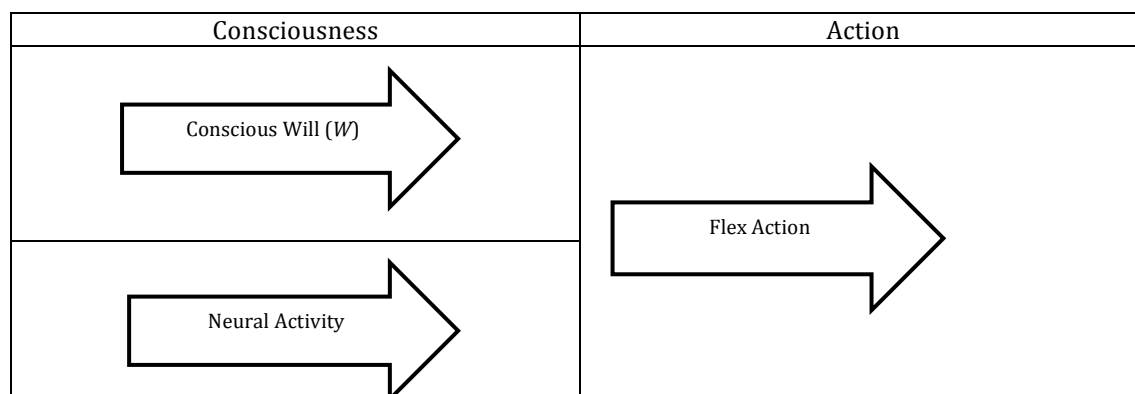 Consciousness
Action
Conscious Will (W)
Flex Action
Neural Activity